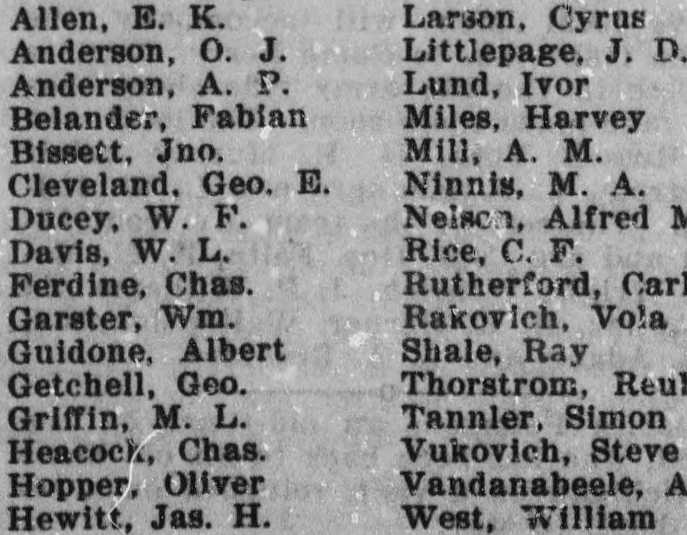 Allen, E. K.
Anderson, O. J.
Anderson, A. P.
Belander, Fabian
Bissett, Jno.
Cleveland, Geo. E.
Ducey, W. F.
Davis, W. L.
Ferdine, Chas.
Garster, Wm.
Guidone, Albert
Getchell, Geo.
Griffin, M. L.
Heacock, Chas.
Hopper, Oliver
Hewitt, Jas. H.
Larson, Cyrus
Littlepage, J. D.
Lund, Ivor
Miles, Harvey
Mill, A. M.
Ninnis, M. A.
Nelson, Alfred M
Rice, C. F.
Rutherford, Carl
Rakovich, Vola
Shale, Ray
Thorstrom, Reu
Tannler, Simon
Vukovich, Steve
Vandanabeele, A
West, William